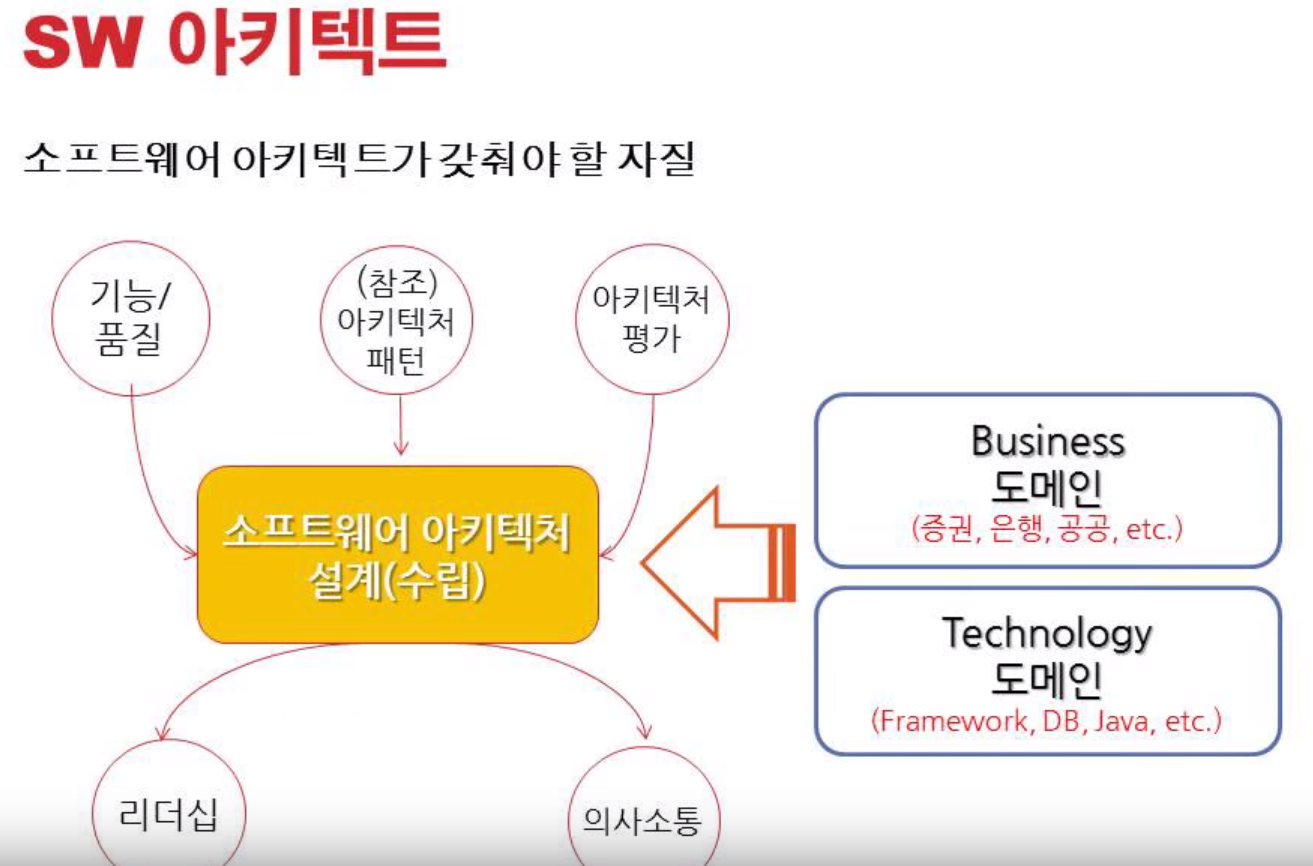 SW 아키텍트
소프트웨어 아키텍트가 갖춰야 할 자질
기능/
품질
(참조)
아키텍처
패턴
아키텍처
평가
소프트웨어 아키텍처
설계(수립)
Business
도메인
(증권, 은행, 공공, etc.)
Technology
도메인
(Framework, DB, Java, etc.)
리더십
의사소통